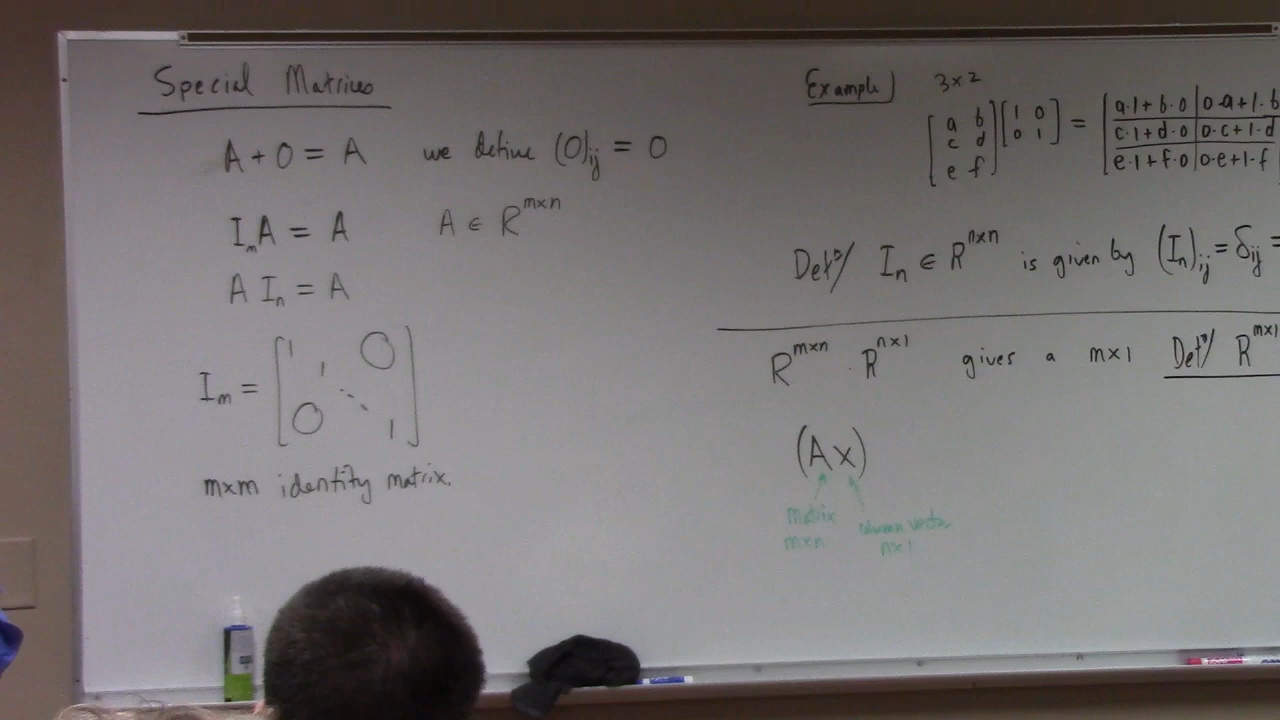 Special Matrices
A + O = A we define (O)ij = 0
ImA = A A ∈ R^m×n
A In = A
Im = [1 1 ⋱ 1 O O]
m×m identity matrix.
Example) 3×2
[a b; c d; e f] [1 0; 0 1] = [a·1 + b·0 | 0·a + 1·b
c·1 + d·0 | 0·c + 1·d
e·1 + f·0 | 0·e + 1·f
Defⁿ/ In ∈ R^n×n is given by (In)ij = δij =
R^m×n · R^n×1 gives a m×1 Defⁿ/ R^m×1
(Ax)
matrix column vector
m×n n×1